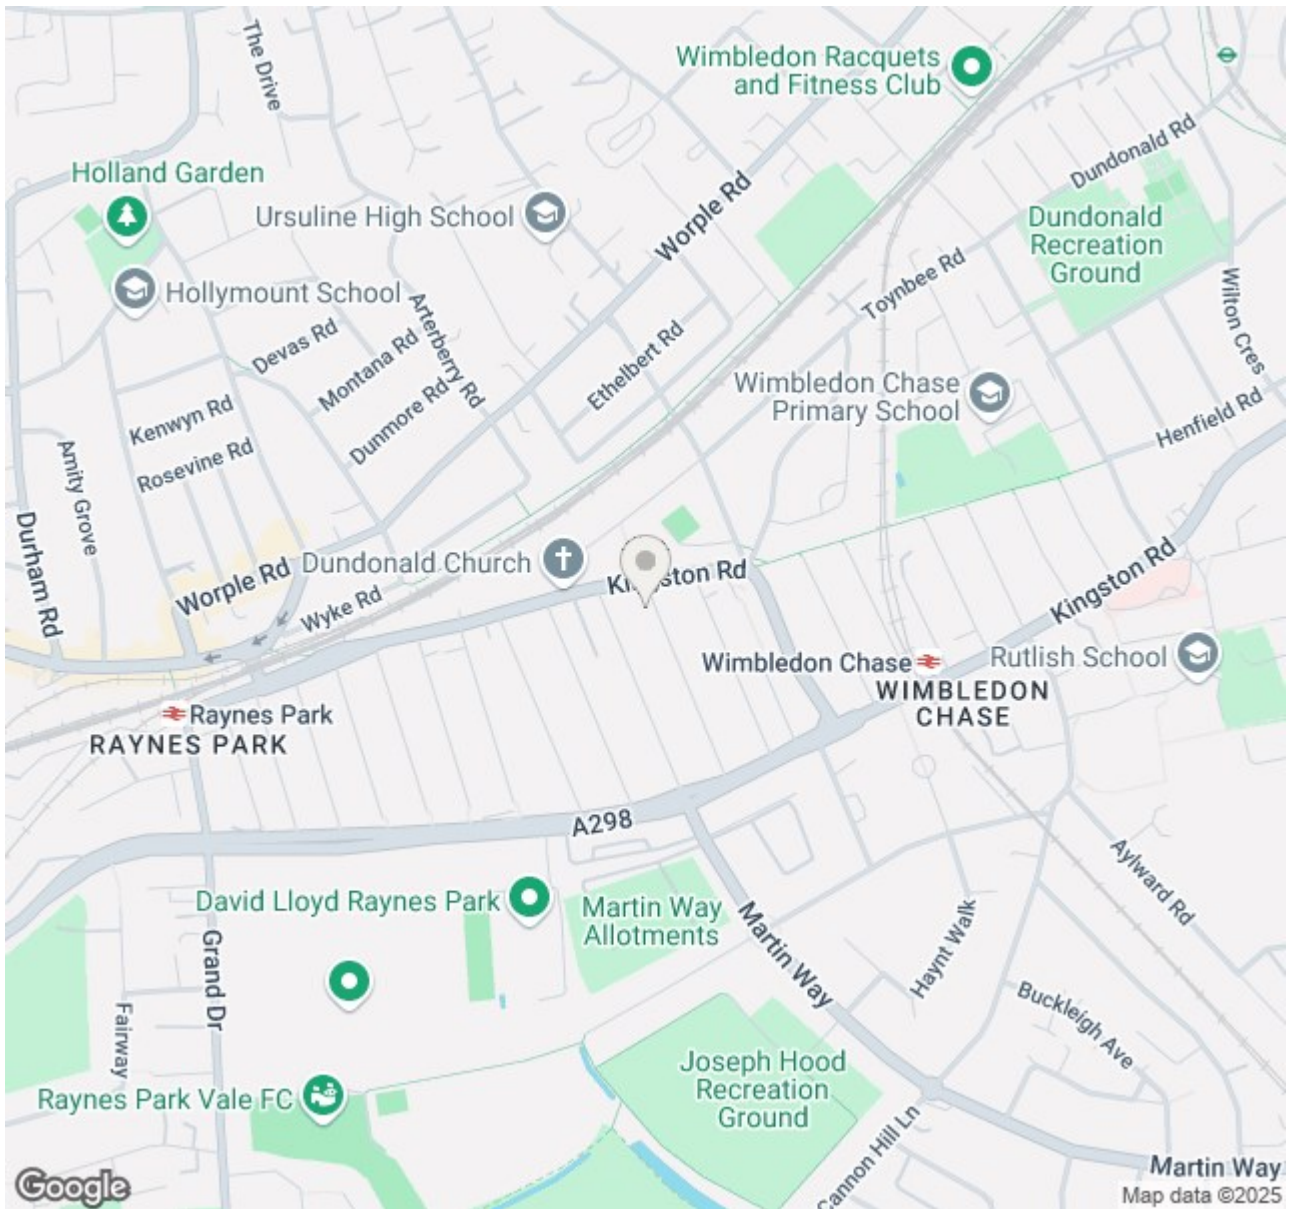 The Drive
Wimbledon Racquets
and Fitness Club
Dundonald Rd
Holland Garden
Ursuline High School
Worple Rd
Dundonald
Recreation
Ground
Hollymount School
Toynbee Rd
Wilton Cres
Devas Rd
Montana Rd
Arterberry Rd
Ethelbert Rd
Dunmore Rd
Wimbledon Chase
Primary School
Kenwyn Rd
Henfield Rd
Rosevine Rd
Amity Grove
Durham Rd
Dundonald Church
Kingston Rd
Kingston Rd
Worple Rd
Wyke Rd
Wimbledon Chase
Rutlish School
WIMBLEDON
CHASE
Raynes Park
RAYNES PARK
A298
Aylward Rd
David Lloyd Raynes Park
Martin Way
Allotments
Martin Way
Haynt Walk
Grand Dr
Fairway
Buckleigh Ave
Joseph Hood
Recreation
Ground
Raynes Park Vale FC
Cannon Hill Ln
Martin Way
Google
Map data ©2025